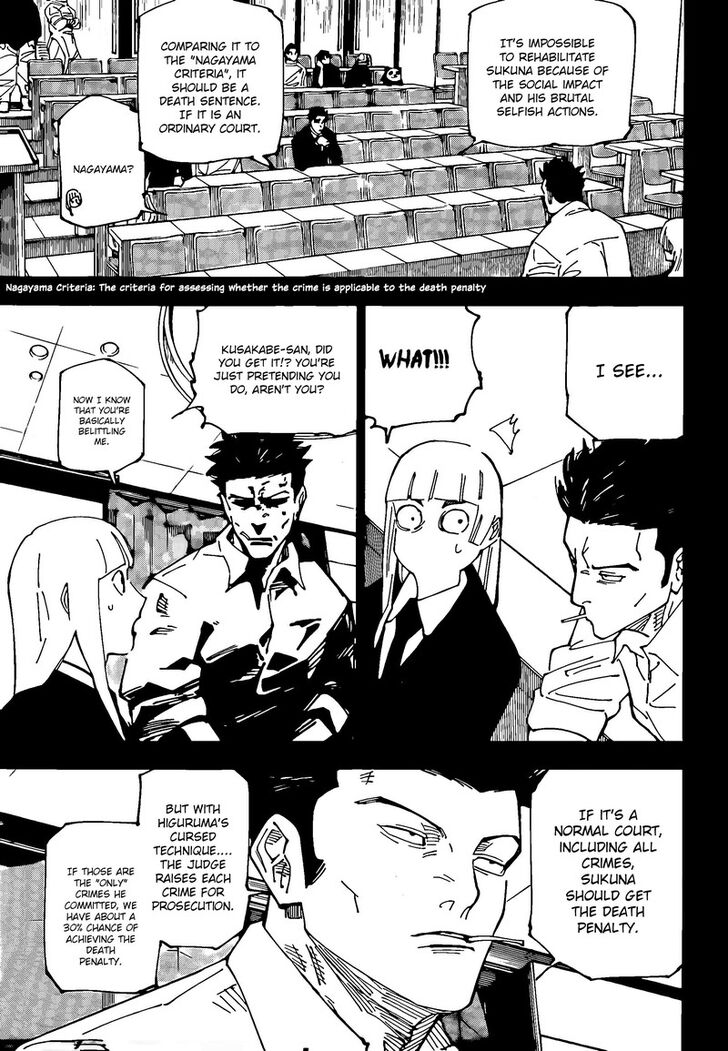 IT'S IMPOSSIBLE
TO REHABILITATE
SUKUNA BECAUSE OF
THE SOCIAL IMPACT
AND HIS BRUTAL
SELFISH ACTIONS.
COMPARING IT TO
THE "NAGAYAMA
CRITERIA", IT
SHOULD BE A
DEATH SENTENCE.
IF IT IS AN
ORDINARY COURT.
NAGAYAMA?
Nagayama Criteria: The criteria for assessing whether the crime is applicable to the death penalty
I SEE...
WHAT!!!
KUSAKABE-SAN, DID
YOU GET IT!? YOU'RE
JUST PRETENDING YOU
DO, AREN'T YOU?
NOW I KNOW
THAT YOU'RE
BASICALLY
BELITTLING
ME.
IF IT'S A
NORMAL COURT,
INCLUDING ALL
CRIMES,
SUKUNA
SHOULD GET
THE DEATH
PENALTY.
BUT WITH
HIGURUMA'S
CURSED
TECHNIQUE....
THE JUDGE
RAISES EACH
CRIME FOR
PROSECUTION.
IF THOSE ARE
THE "ONLY"
CRIMES HE
COMMITTED, WE
HAVE ABOUT A
30% CHANCE OF
ACHIEVING THE
DEATH
PENALTY.